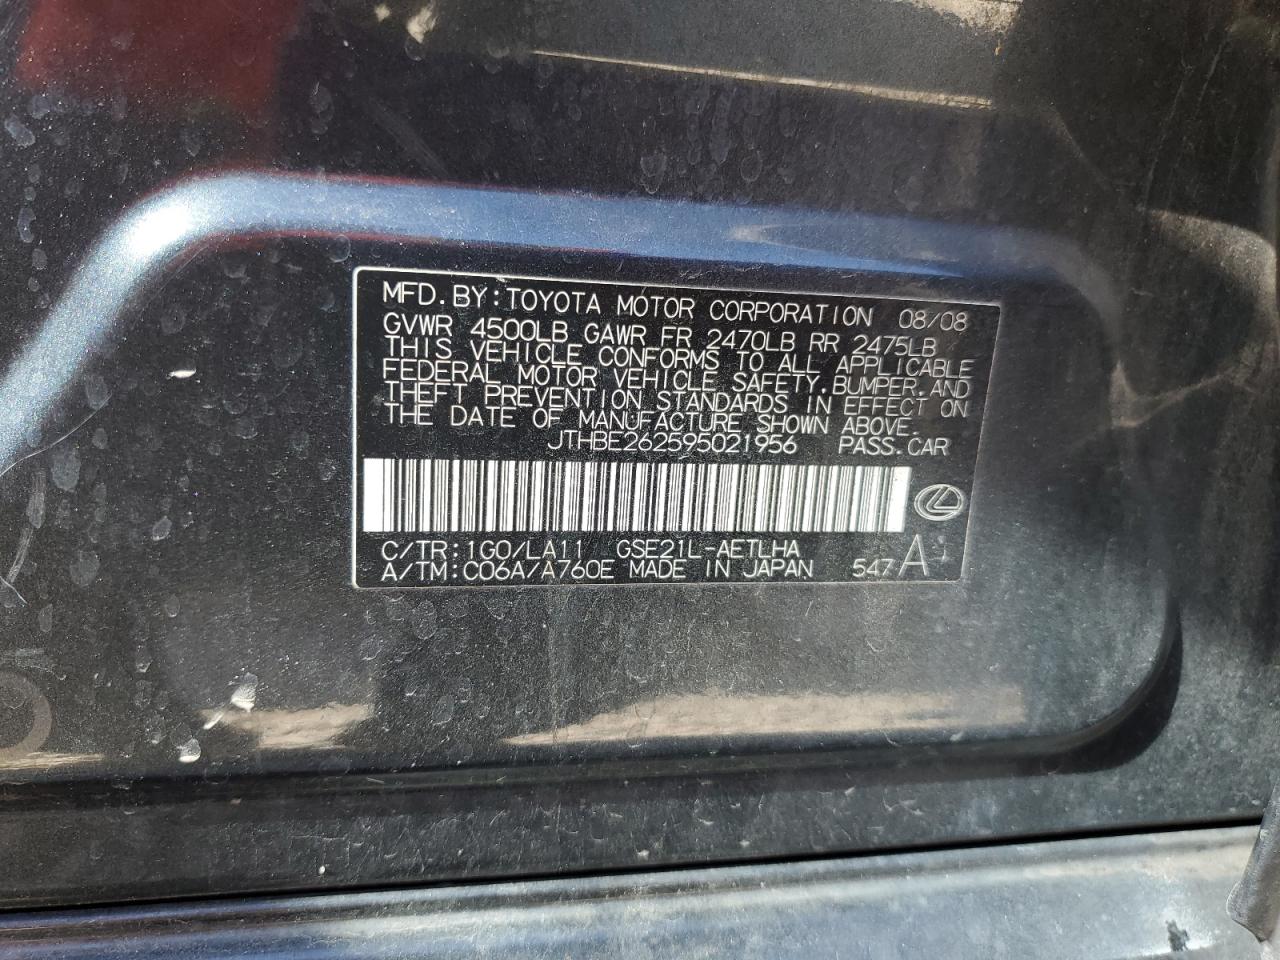 MFD.BY:TOYOTA MOTOR CORPORATION 08/08
GVWR 4500LB GAWR FR 2470LB RR 2475LB
THIS VEHICLE CONFORMS TO ALL APPLICABLE
FEDERAL MOTOR VEHICLE SAFETY,BUMPER,AND
THEFT PREVENTION STANDARDS IN EFFECT ON
THE DATE OF MANUFACTURE SHOWN ABOVE.
JTHBE262595021956 PASS.CAR
C/TR:1G0/LA11 GSE21L-AETLHA
A/TM:C06A/A760E MADE IN JAPAN 547 A